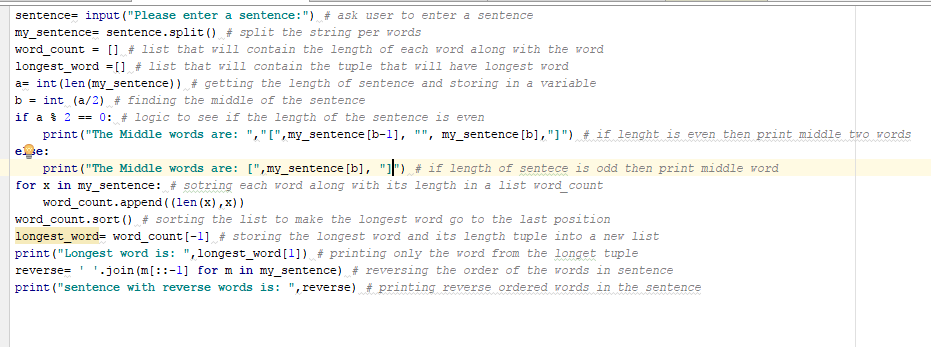 sentence= input("Please enter a sentence:") # ask user to enter a sentence
my_sentence= sentence.split() # split the string per words
word_count = [] # list that will contain the length of each word along with the word
longest_word =[] # list that will contain the tuple that will have longest word
a= int(len(my_sentence)) # getting the length of sentence and storing in a variable
b = int (a/2) # finding the middle of the sentence
if a % 2 == 0: # logic to see if the length of the sentence is even
    print("The Middle words are: ","[",my_sentence[b-1], "", my_sentence[b],"]") # if lenght is even then print middle two words
else:
    print("The Middle words are: [",my_sentence[b], "]") # if length of sentece is odd then print middle word
for x in my_sentence: # sotring each word along with its length in a list word_count
    word_count.append((len(x),x))
word_count.sort() # sorting the list to make the longest word go to the last position
longest_word= word_count[-1] # storing the longest word and its length tuple into a new list
print("Longest word is: ",longest_word[1]) # printing only the word from the longet tuple
reverse= ' '.join(m[::-1] for m in my_sentence) # reversing the order of the words in sentence
print("sentence with reverse words is: ",reverse) # printing reverse ordered words in the sentence